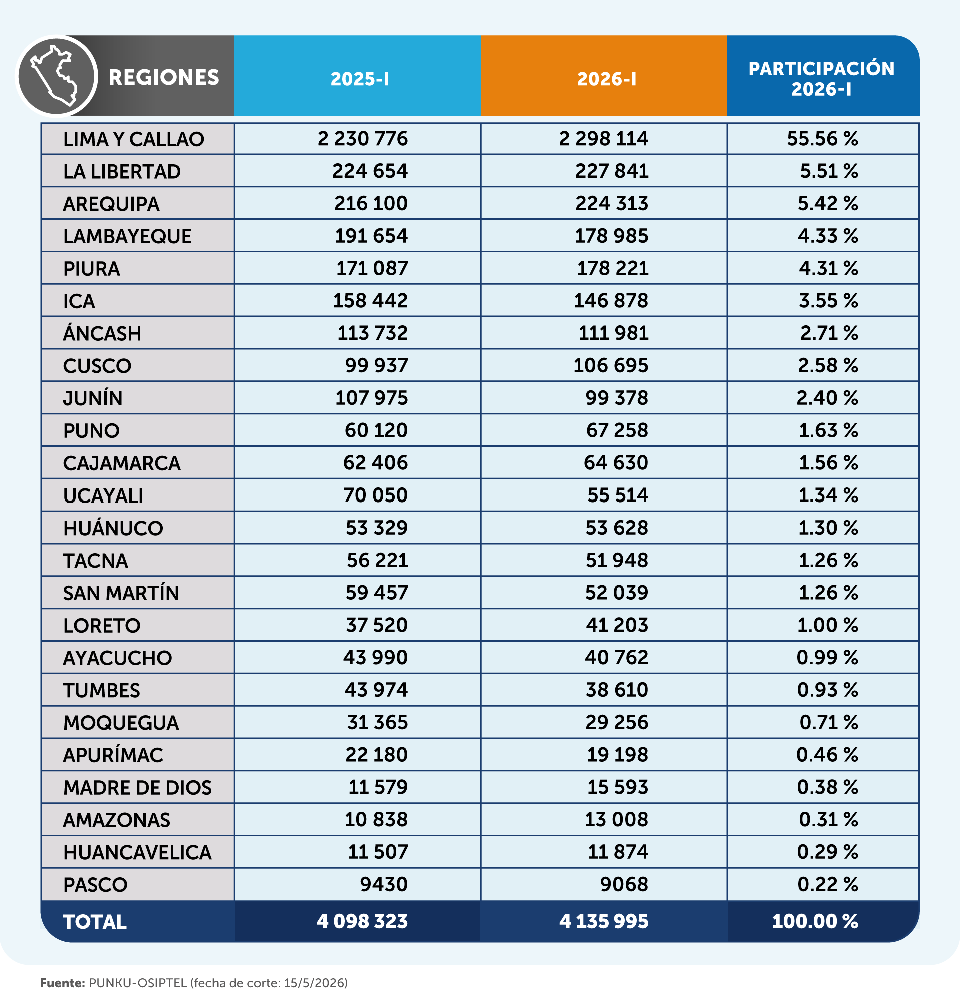 REGIONES 2025-I 2026-I PARTICIPACIÓN
2026-I
LIMA Y CALLAO 2 230 776 2 298 114 55.56 %
LA LIBERTAD 224 654 227 841 5.51 %
AREQUIPA 216 100 224 313 5.42 %
LAMBAYEQUE 191 654 178 985 4.33 %
PIURA 171 087 178 221 4.31 %
ICA 158 442 146 878 3.55 %
ÁNCASH 113 732 111 981 2.71 %
CUSCO 99 937 106 695 2.58 %
JUNÍN 107 975 99 378 2.40 %
PUNO 60 120 67 258 1.63 %
CAJAMARCA 62 406 64 630 1.56 %
UCAYALI 70 050 55 514 1.34 %
HUÁNUCO 53 329 53 628 1.30 %
TACNA 56 221 51 948 1.26 %
SAN MARTÍN 59 457 52 039 1.26 %
LORETO 37 520 41 203 1.00 %
AYACUCHO 43 990 40 762 0.99 %
TUMBES 43 974 38 610 0.93 %
MOQUEGUA 31 365 29 256 0.71 %
APURÍMAC 22 180 19 198 0.46 %
MADRE DE DIOS 11 579 15 593 0.38 %
AMAZONAS 10 838 13 008 0.31 %
HUANCAVELICA 11 507 11 874 0.29 %
PASCO 9430 9068 0.22 %
TOTAL 4 098 323 4 135 995 100.00 %
Fuente: PUNKU-OSIPTEL (fecha de corte: 15/5/2026)